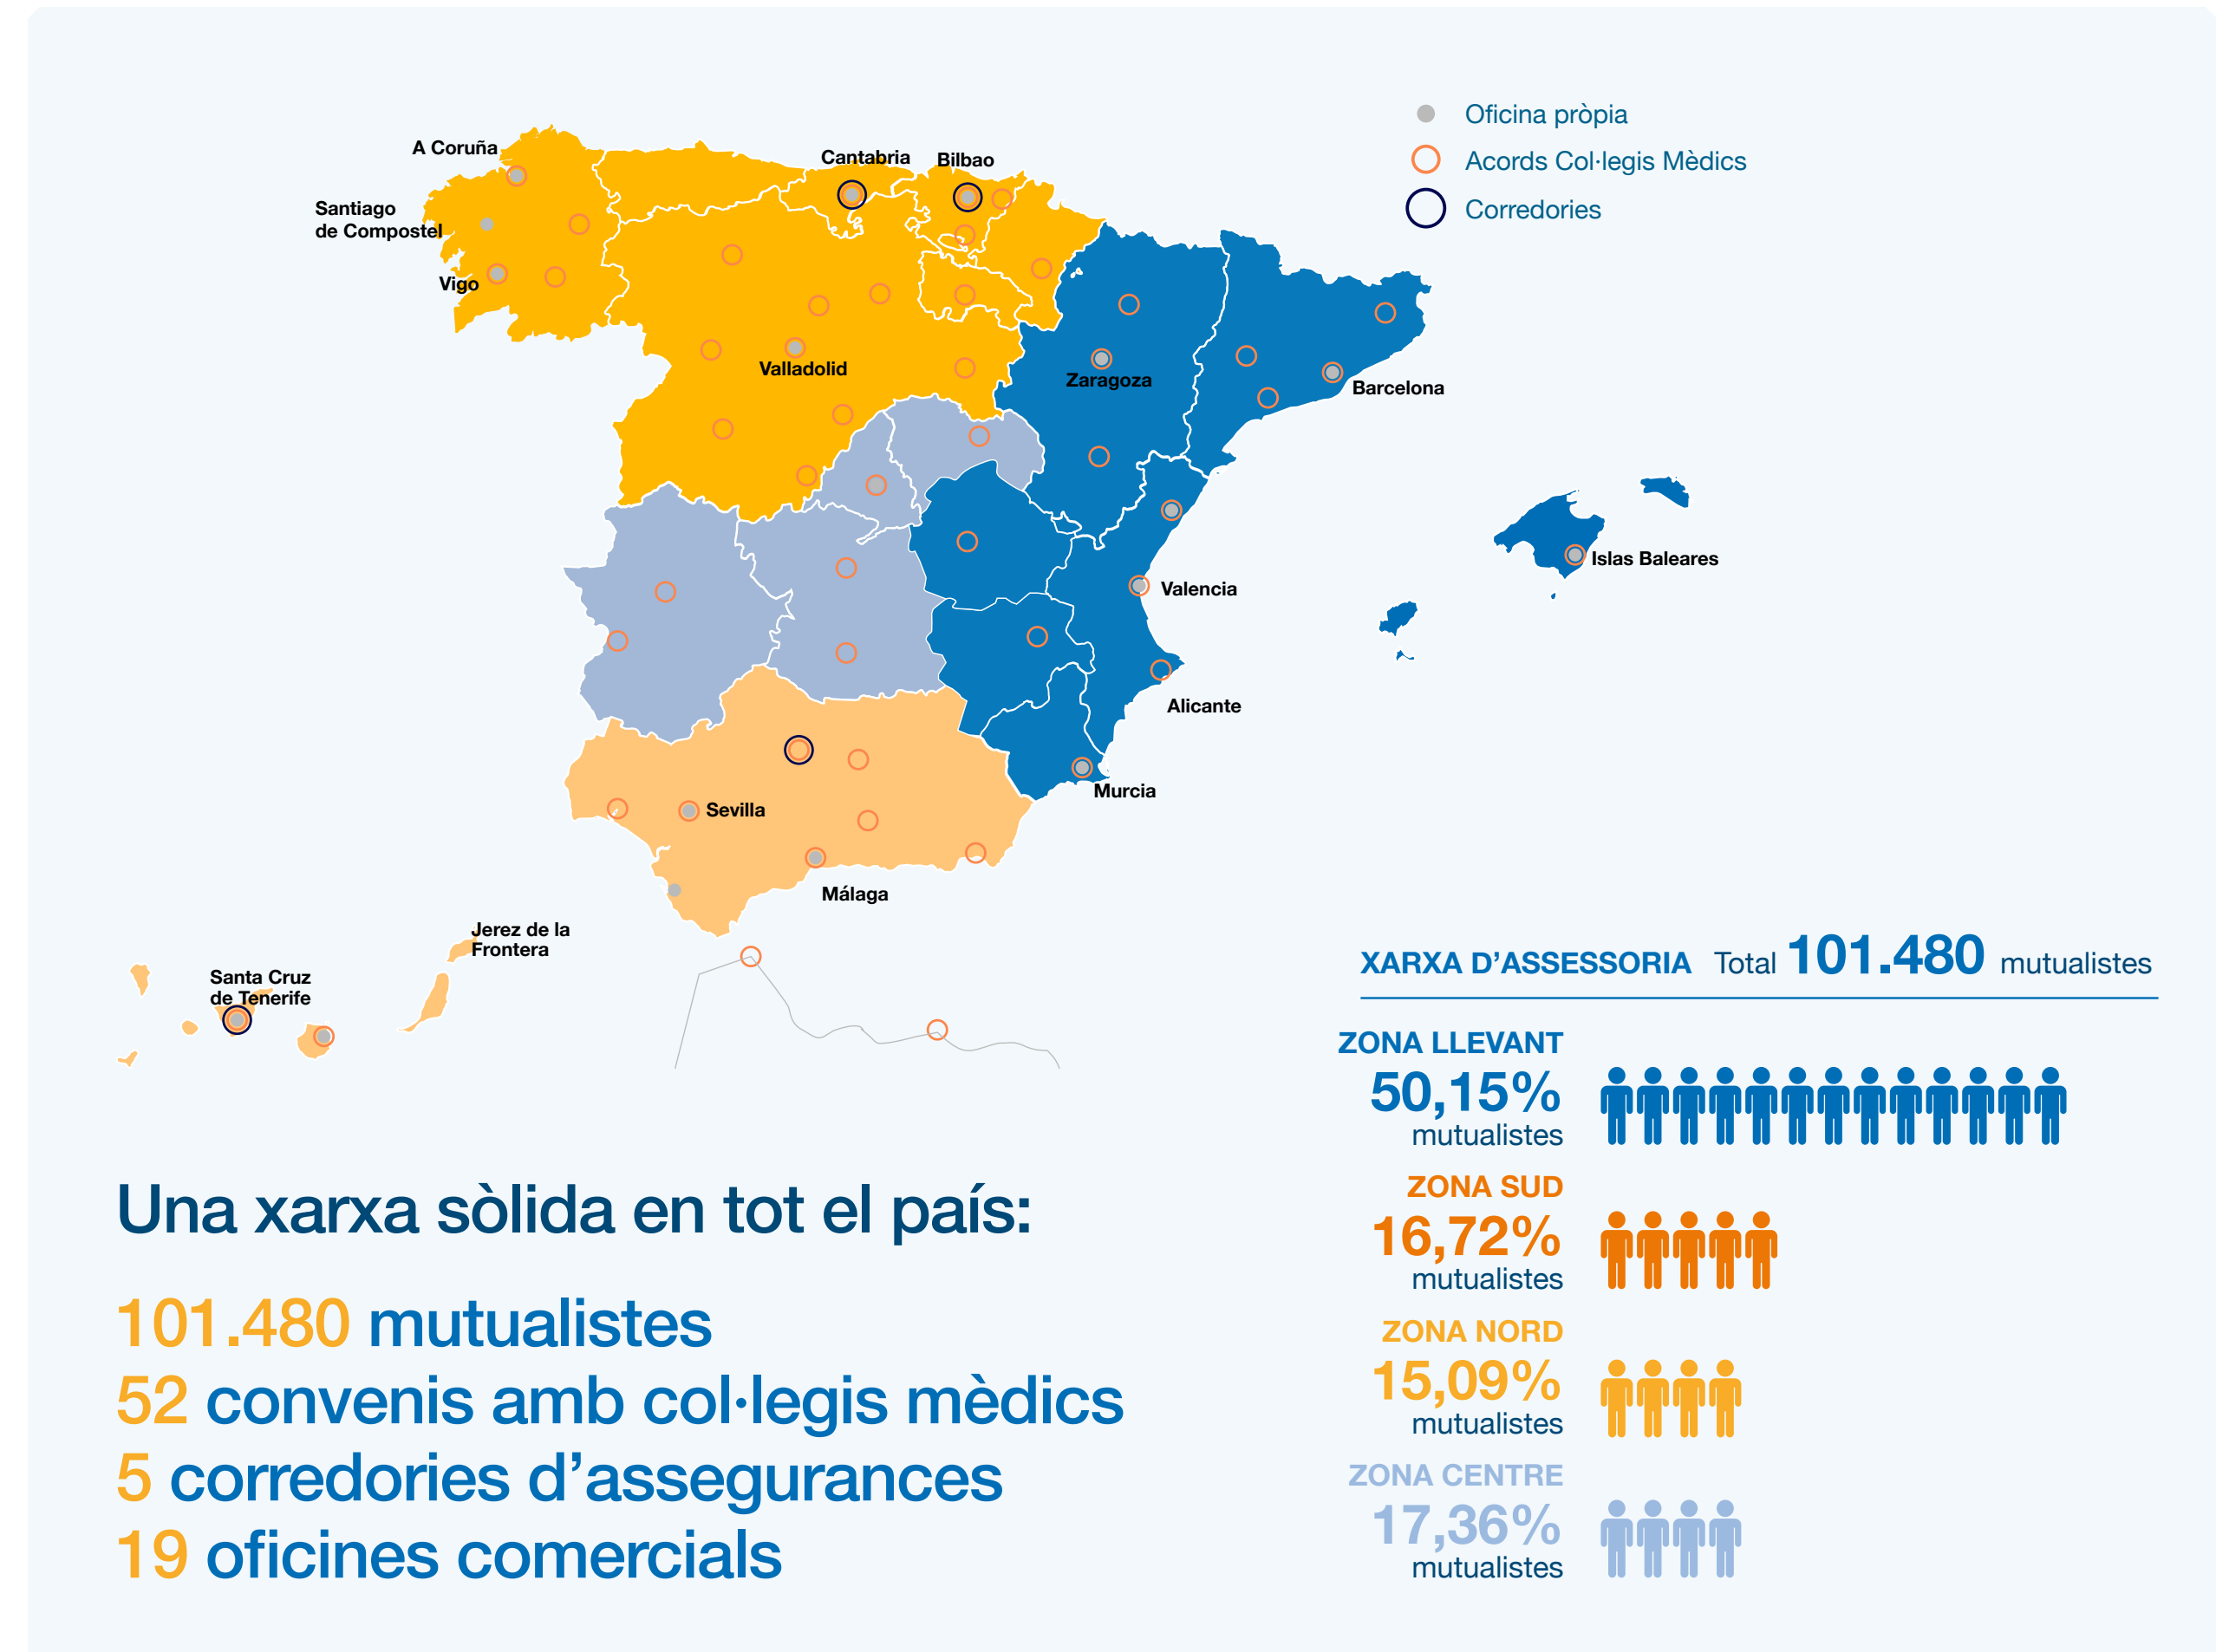 Oficina pròpia
Acords Col·legis Mèdics
Corredories
A Coruña
Cantabria
Bilbao
Santiago
de Compostel
Vigo
Valladolid
Zaragoza
Barcelona
Islas Baleares
Valencia
Alicante
Murcia
Sevilla
Málaga
Jerez de la
Frontera
Santa Cruz
de Tenerife
XARXA D’ASSESSORIA Total 101.480 mutualistes
ZONA LLEVANT
50,15%
mutualistes
ZONA SUD
16,72%
mutualistes
ZONA NORD
15,09%
mutualistes
ZONA CENTRE
17,36%
mutualistes
Una xarxa sòlida en tot el país:
101.480 mutualistes
52 convenis amb col·legis mèdics
5 corredories d’assegurances
19 oficines comercials